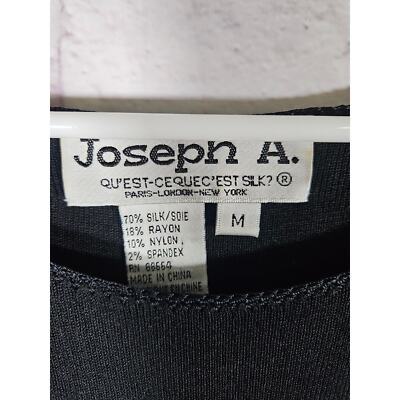 Joseph A.
QU'EST-CEQUEC'EST SILK? ®
PARIS-LONDON-NEW YORK
M
70% SILK/SOIE
18% RAYON
10% NYLON,
2% SPANDEX
RN
MADE IN CHINA